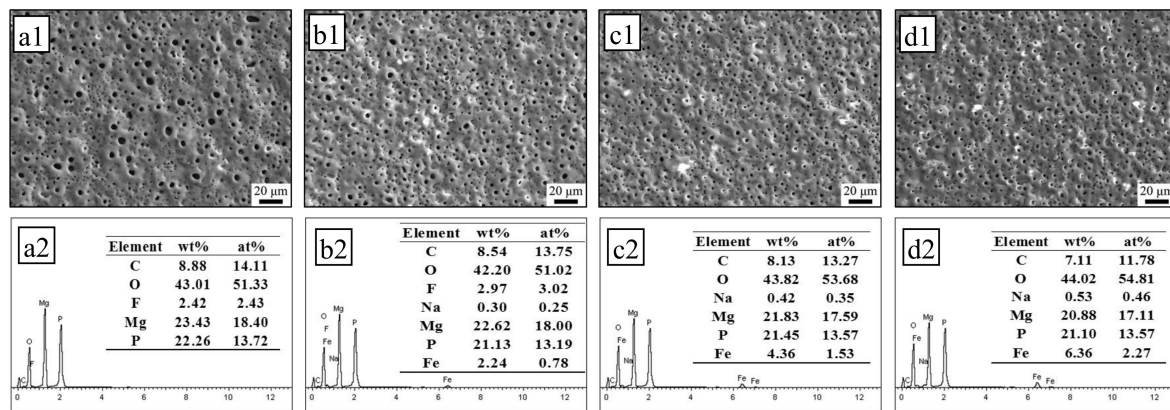 a1
b1
c1
d1
20 μm
20 μm
20 μm
20 μm
a2
Element wt% at%
C 8.88 14.11
O 43.01 51.33
F 2.42 2.43
Mg 23.43 18.40
P 22.26 13.72
Mg
P
O
F
C
0 2 4 6 8 10 12
b2
Element wt% at%
C 8.54 13.75
O 42.20 51.02
F 2.97 3.02
Na 0.30 0.25
Mg 22.62 18.00
P 21.13 13.19
Fe 2.24 0.78
Mg
O
F
P
Fe
Na
C
Fe
0 2 4 6 8 10 12
c2
Element wt% at%
C 8.13 13.27
O 43.82 53.68
Na 0.42 0.35
Mg 21.83 17.59
P 21.45 13.57
Fe 4.36 1.53
Mg
P
O
Fe
Na
C
Fe
Fe
0 2 4 6 8 10 12
d2
Element wt% at%
C 7.11 11.78
O 44.02 54.81
Na 0.53 0.46
Mg 20.88 17.11
P 21.10 13.57
Fe 6.36 2.27
Mg
P
O
Fe
Na
C
Fe
Fe
0 2 4 6 8 10 12